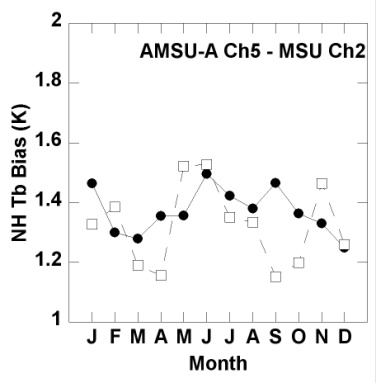 2
AMSU-A Ch5 - MSU Ch2
1.8
1.6
1.4
1.2
1
NH Tb Bias (K)
J F M A M J J A S O N D
Month